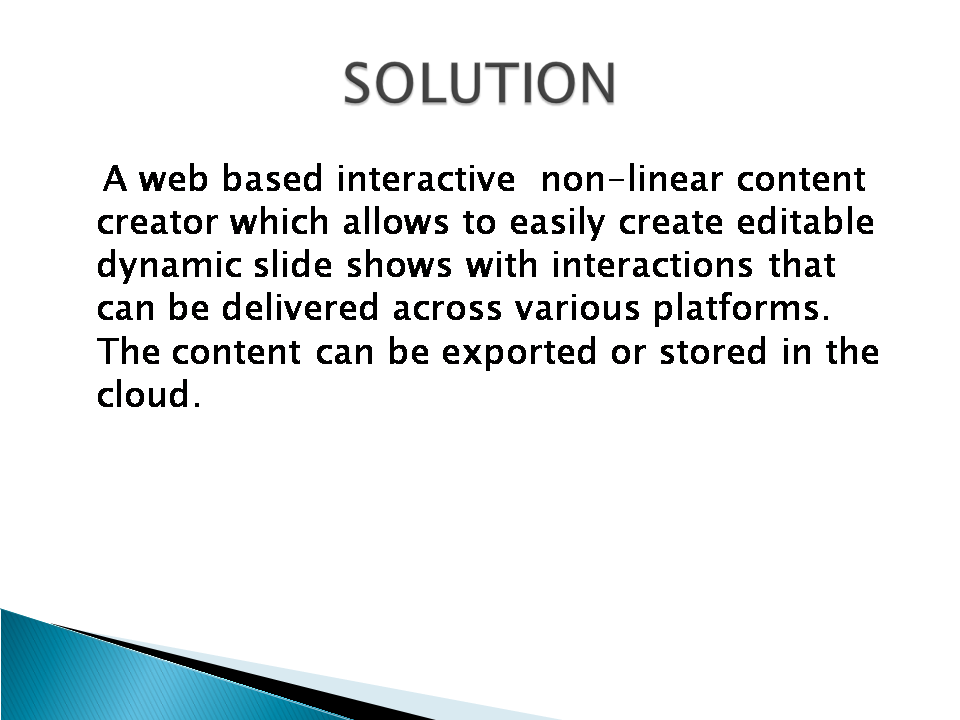 SOLUTION
A web based interactive  non-linear content
creator which allows to easily create editable
dynamic slide shows with interactions that
can be delivered across various platforms.
The content can be exported or stored in the
cloud.